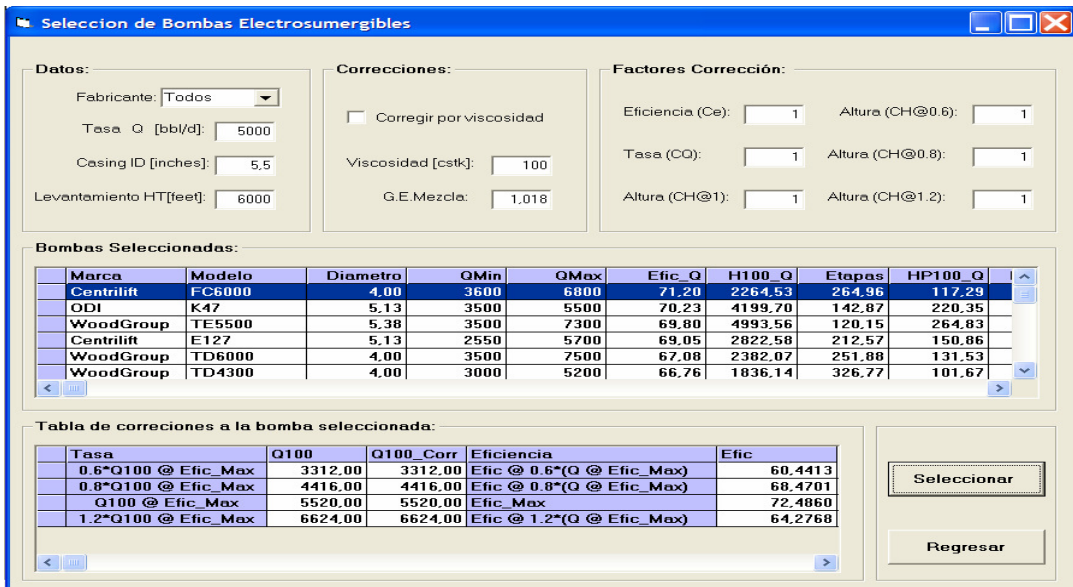 Seleccion de Bombas Electrosumergibles
Datos:
Fabricante: Todos
Tasa Q [bbl/d]: 5000
Casing ID [inches]: 5,5
Levantamiento HT[feet]: 6000
Correcciones:
Corregir por viscosidad
Viscosidad [cstk]: 100
G.E.Mezcla: 1,018
Factores Corrección:
Eficiencia (Ce): 1 Altura (CH@0.6): 1
Tasa (CQ): 1 Altura (CH@0.8): 1
Altura (CH@1): 1 Altura (CH@1.2): 1
Bombas Seleccionadas:
Marca Modelo Diametro QMin QMax Efic_Q H100_Q Etapas HP100_Q
Centrilift FC6000 4,00 3600 6800 71,20 2264,53 264,96 117,29
ODI K47 5,13 3500 5500 70,23 4199,70 142,87 220,35
WoodGroup TE5500 5,38 3500 7300 69,80 4993,56 120,15 264,83
Centrilift E127 5,13 2550 5700 69,05 2822,58 212,57 150,86
WoodGroup TD6000 4,00 3500 7500 67,08 2382,07 251,88 131,53
WoodGroup TD4300 4,00 3000 5200 66,76 1836,14 326,77 101,67
Tabla de correciones a la bomba seleccionada:
Tasa Q100 Q100_Corr Eficiencia Efic
0.6*Q100 @ Efic_Max 3312,00 3312,00 Efic @ 0.6*(Q @ Efic_Max) 60,4413
0.8*Q100 @ Efic_Max 4416,00 4416,00 Efic @ 0.8*(Q @ Efic_Max) 68,4701
Q100 @ Efic_Max 5520,00 5520,00 Efic_Max 72,4860
1.2*Q100 @ Efic_Max 6624,00 6624,00 Efic @ 1.2*(Q @ Efic_Max) 64,2768
Seleccionar
Regresar